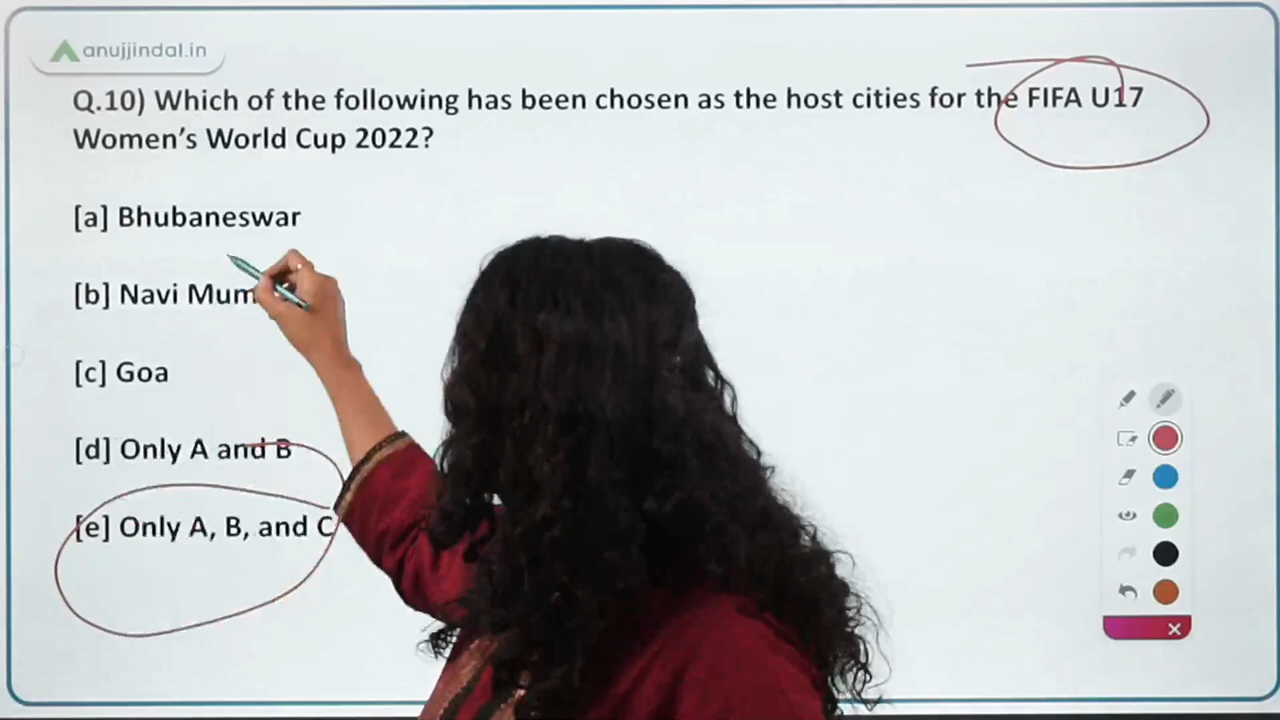 anujjindal.in
Q.10) Which of the following has been chosen as the host cities for the FIFA U17
Women's World Cup 2022?
[a] Bhubaneswar
[b] Navi Mum
[c] Goa
[d] Only A and B
[e] Only A, B, and C